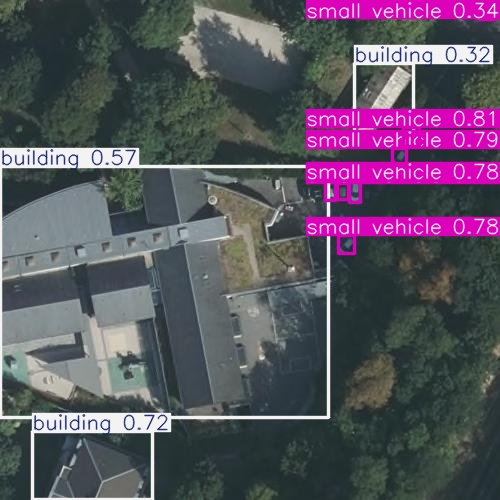 small vehicle 0.34
building 0.32
small vehicle 0.81
small vehicle 0.79
building 0.57
small vehicle 0.78
small vehicle 0.78
building 0.72